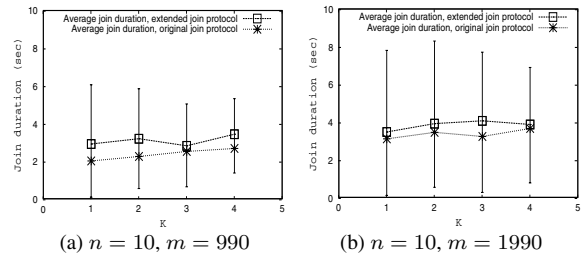 Average join duration, extended join protocol
Average join duration, original join protocol
Join duration (sec)
10
8
6
4
2
0
0 1 2 3 4 5
K
(a) n = 10, m = 990
Average join duration, extended join protocol
Average join duration, original join protocol
Join duration (sec)
10
8
6
4
2
0
0 1 2 3 4 5
K
(b) n = 10, m = 1990